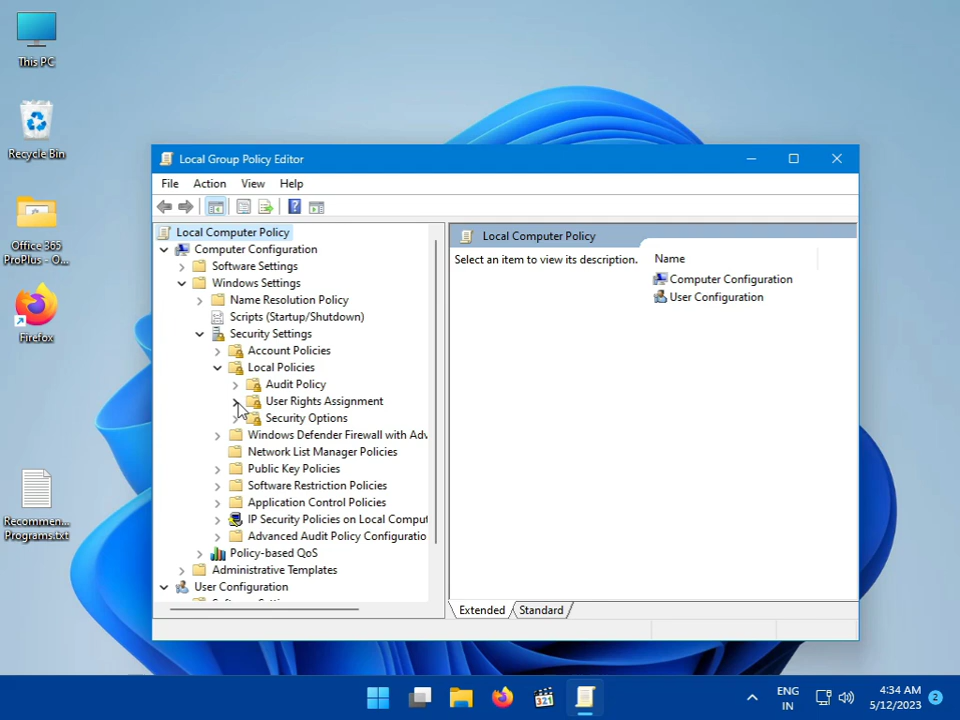 This PC
Recycle Bin
Office 365
ProPlus - O...
Firefox
Recommen...
Programs.txt
Local Group Policy Editor
File Action View Help
Local Computer Policy
Computer Configuration
Software Settings
Windows Settings
Name Resolution Policy
Scripts (Startup/Shutdown)
Security Settings
Account Policies
Local Policies
Audit Policy
User Rights Assignment
Security Options
Windows Defender Firewall with Adv
Network List Manager Policies
Public Key Policies
Software Restriction Policies
Application Control Policies
IP Security Policies on Local Comput
Advanced Audit Policy Configuratio
Policy-based QoS
Administrative Templates
User Configuration
Local Computer Policy
Select an item to view its description.
Name
Computer Configuration
User Configuration
Extended Standard
321
ENG
IN
4:34 AM
5/12/2023
2